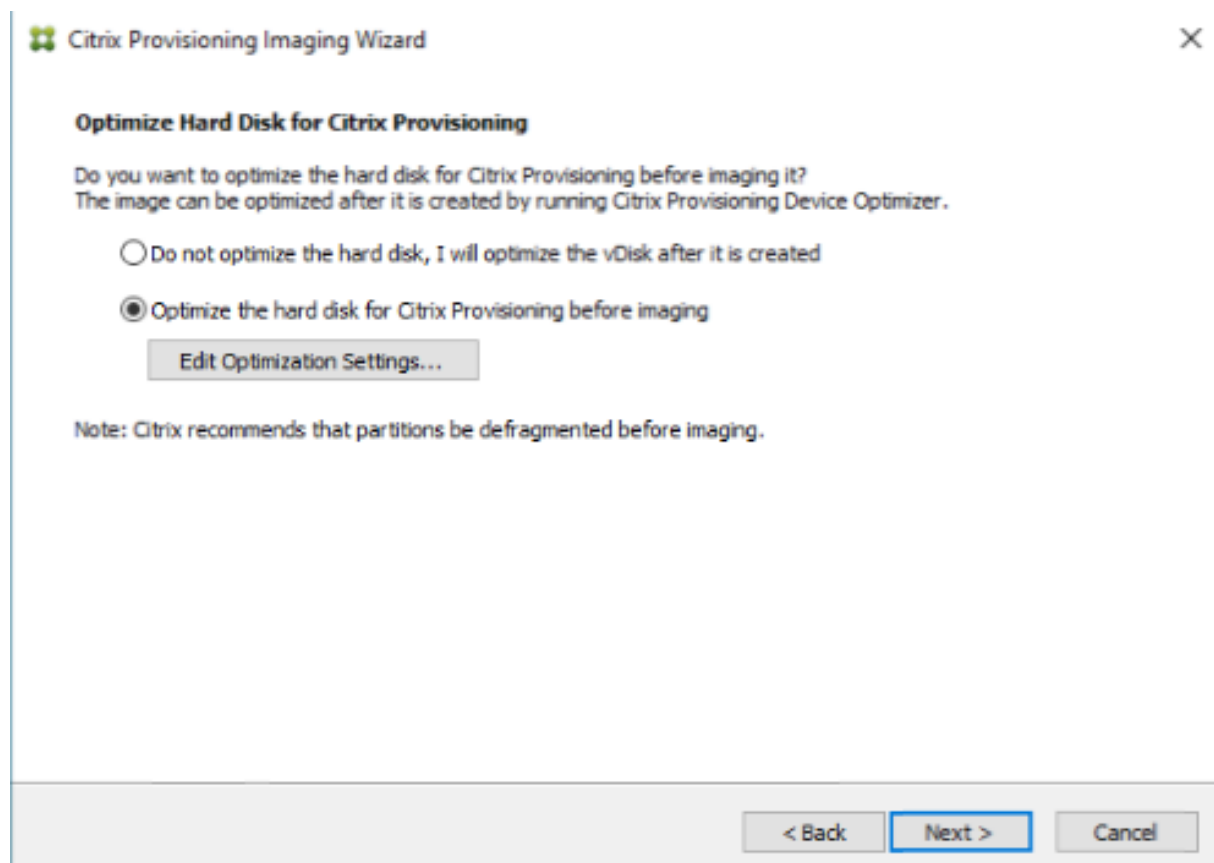 Citrix Provisioning Imaging Wizard
Optimize Hard Disk for Citrix Provisioning
Do you want to optimize the hard disk for Citrix Provisioning before imaging it?
The image can be optimized after it is created by running Citrix Provisioning Device Optimizer.
Do not optimize the hard disk, I will optimize the vDisk after it is created
Optimize the hard disk for Citrix Provisioning before imaging
Edit Optimization Settings...
Note: Citrix recommends that partitions be defragmented before imaging.
< Back Next > Cancel